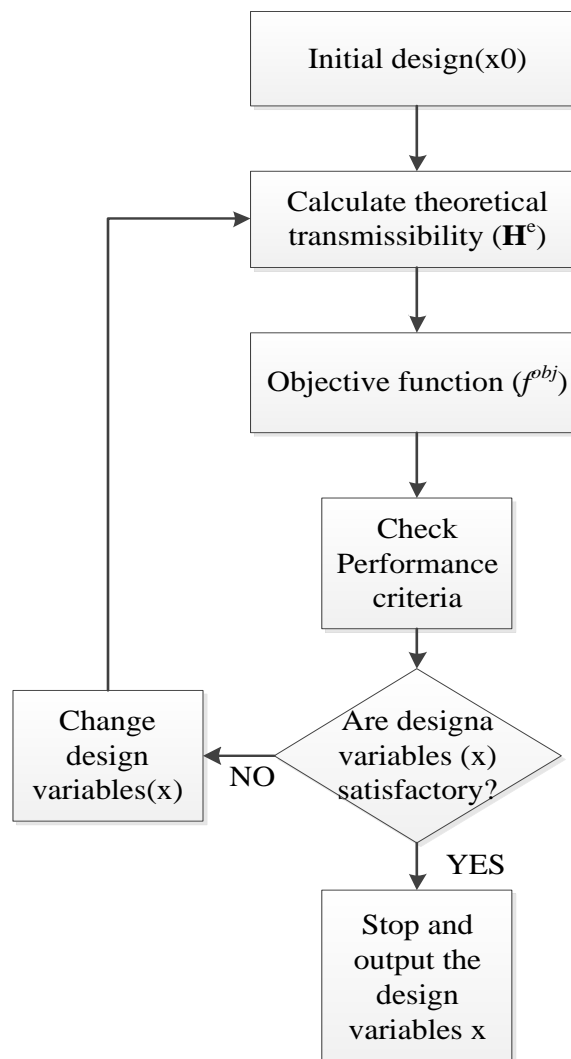 Initial design(x0)
Calculate theoretical
transmissibility (Hᵉ)
Objective function (fᵒᵇʲ)
Check
Performance
criteria
Are designa
variables (x)
satisfactory?
NO
Change
design
variables(x)
YES
Stop and
output the
design
variables x